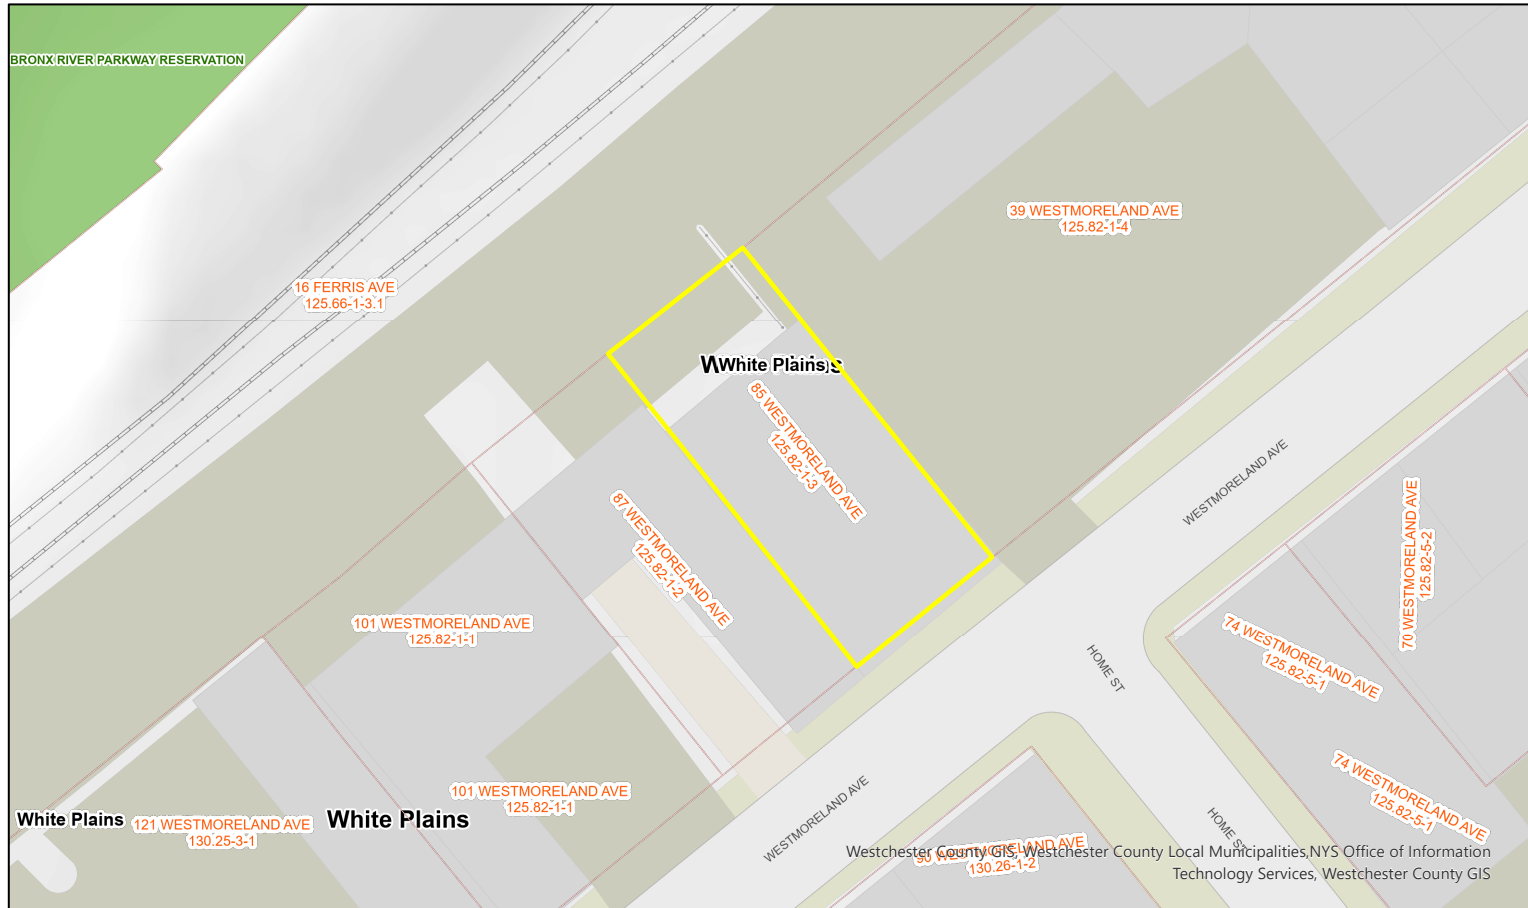 BRONX RIVER PARKWAY RESERVATION
39 WESTMORELAND AVE
125.82-1-4
16 FERRIS AVE
125.66-1-3.1
White Plains
85 WESTMORELAND AVE
125.82-1-3
WESTMORELAND AVE
70 WESTMORELAND AVE
125.82-5-2
87 WESTMORELAND AVE
125.82-1-2
101 WESTMORELAND AVE
125.82-1-1
HOME ST
74 WESTMORELAND AVE
125.82-5-1
101 WESTMORELAND AVE
125.82-1-1
74 WESTMORELAND AVE
125.82-5-1
White Plains
121 WESTMORELAND AVE
130.25-3-1
White Plains
WESTMORELAND AVE
HOME ST
90 WESTMORELAND AVE
130.26-1-2
Westchester County GIS, Westchester County Local Municipalities,NYS Office of Information
Technology Services, Westchester County GIS